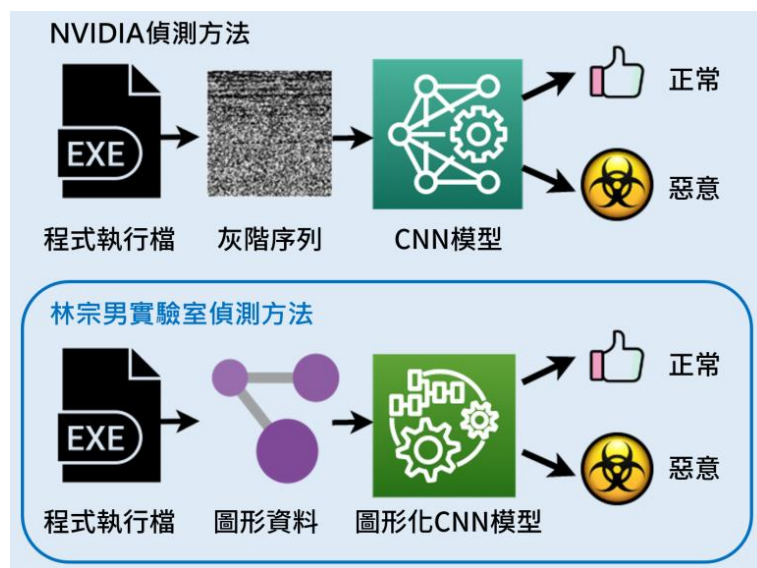 NVIDIA偵測方法
EXE
正常
惡意
程式執行檔
灰階序列
CNN模型
林宗男實驗室偵測方法
EXE
正常
惡意
程式執行檔
圖形資料
圖形化CNN模型